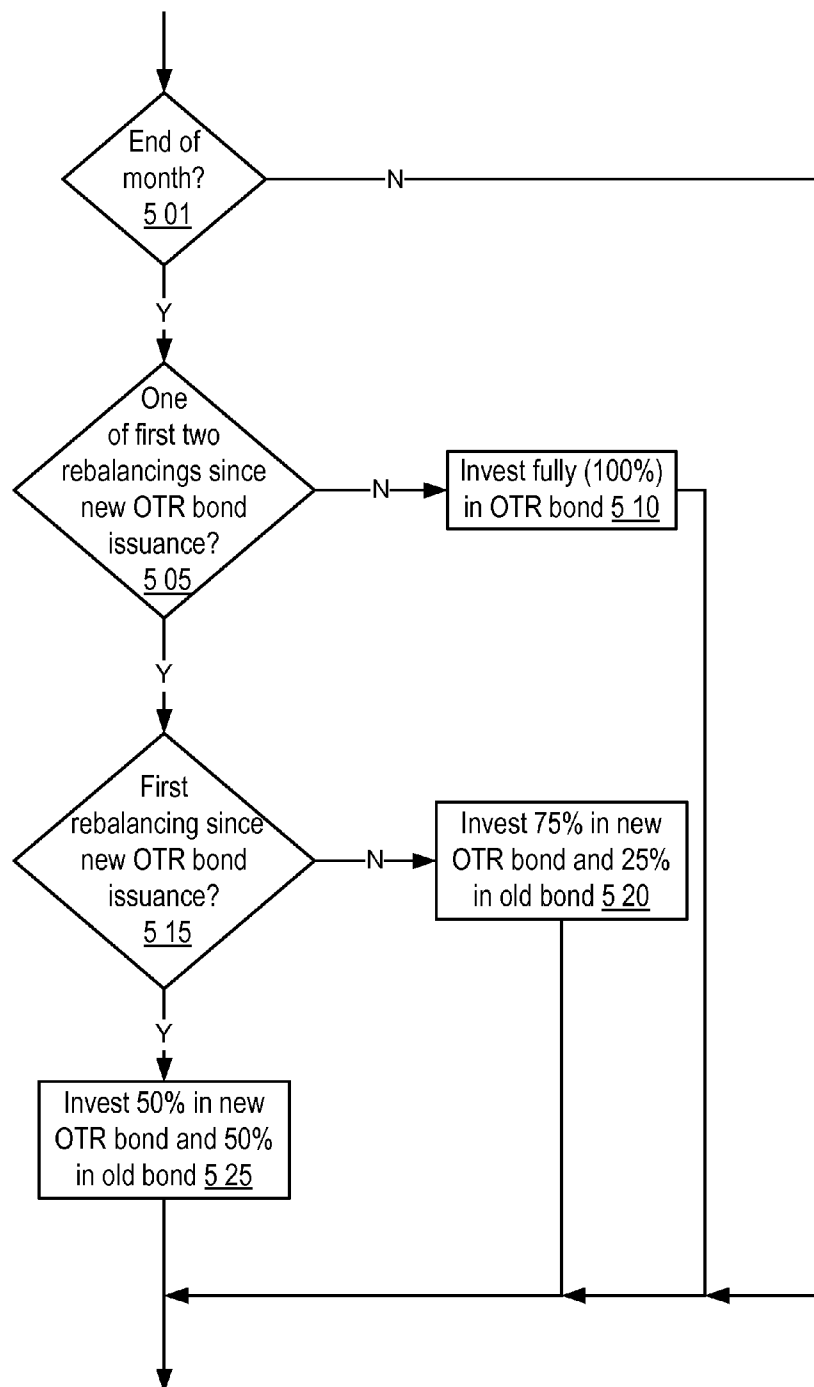 End of
month?
5 01
N
Y
One
of first two
rebalancings since
new OTR bond
issuance?
5 05
N
Invest fully (100%)
in OTR bond 5 10
Y
First
rebalancing since
new OTR bond
issuance?
5 15
N
Invest 75% in new
OTR bond and 25%
in old bond 5 20
Y
Invest 50% in new
OTR bond and 50%
in old bond 5 25